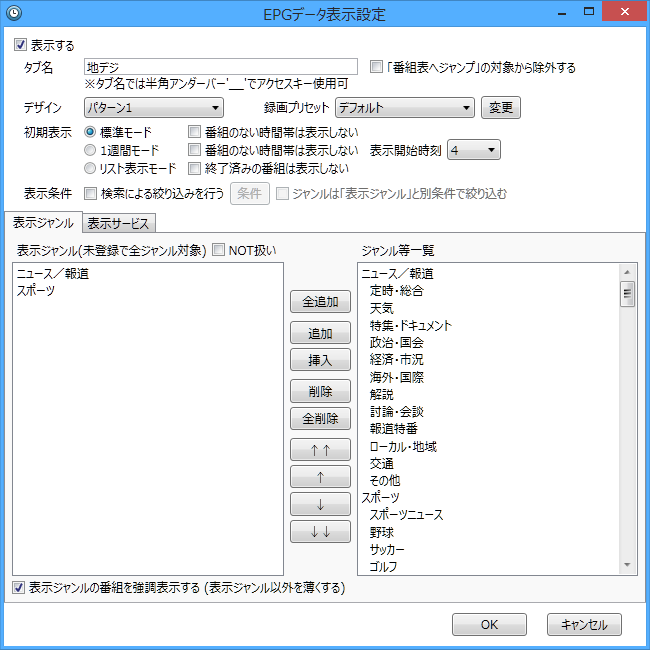 EPGデータ表示設定
表示する
タブ名 地デジ 「番組表へジャンプ」の対象から除外する
※タブ名では半角アンダーバー'__'でアクセスキー使用可
デザイン パターン1 録画プリセット デフォルト 変更
初期表示 標準モード 番組のない時間帯は表示しない
1週間モード 番組のない時間帯は表示しない 表示開始時刻 4
リスト表示モード 終了済みの番組は表示しない
表示条件 検索による絞り込みを行う 条件 ジャンルは「表示ジャンル」と別条件で絞り込む
表示ジャンル 表示サービス
表示ジャンル(未登録で全ジャンル対象) NOT扱い
ニュース／報道
スポーツ
全追加
追加
挿入
削除
全削除
↑↑
↑
↓
↓↓
ジャンル等一覧
ニュース／報道
定時・総合
天気
特集・ドキュメント
政治・国会
経済・市況
海外・国際
解説
討論・会談
報道特番
ローカル・地域
交通
その他
スポーツ
スポーツニュース
野球
サッカー
ゴルフ
表示ジャンルの番組を強調表示する (表示ジャンル以外を薄くする)
OK キャンセル